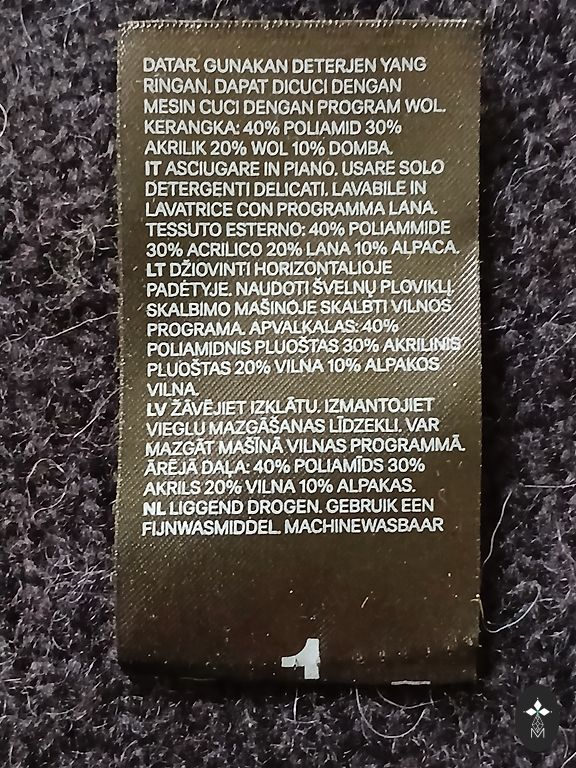 DATAR. GUNAKAN DETERJEN YANG
RINGAN. DAPAT DICUCI DENGAN
MESIN CUCI DENGAN PROGRAM WOL.
KERANGKA: 40% POLIAMID 30%
AKRILIK 20% WOL 10% DOMBA.
IT ASCIUGARE IN PIANO. USARE SOLO
DETERGENTI DELICATI. LAVABILE IN
LAVATRICE CON PROGRAMMA LANA.
TESSUTO ESTERNO: 40% POLIAMMIDE
30% ACRILICO 20% LANA 10% ALPACA.
LT DŽIOVINTI HORIZONTALIOJE
PADĖTYJE. NAUDOTI ŠVELNŲ PLOVIKLĮ.
SKALBIMO MAŠINOJE SKALBTI VILNOS
PROGRAMA. APVALKALAS: 40%
POLIAMIDNIS PLUOŠTAS 30% AKRILINIS
PLUOŠTAS 20% VILNA 10% ALPAKOS
VILNA.
LV ŽĀVĒJIET IZKLĀTU. IZMANTOJIET
VIEGLU MAZGĀŠANAS LĪDZEKLI. VAR
MAZGĀT MAŠĪNĀ VILNAS PROGRAMMĀ.
ĀRĒJĀ DAĻA: 40% POLIAMĪDS 30%
AKRILS 20% VILNA 10% ALPAKAS.
NL LIGGEND DROGEN. GEBRUIK EEN
FIJNWASMIDDEL. MACHINEWASBAAR
1
M